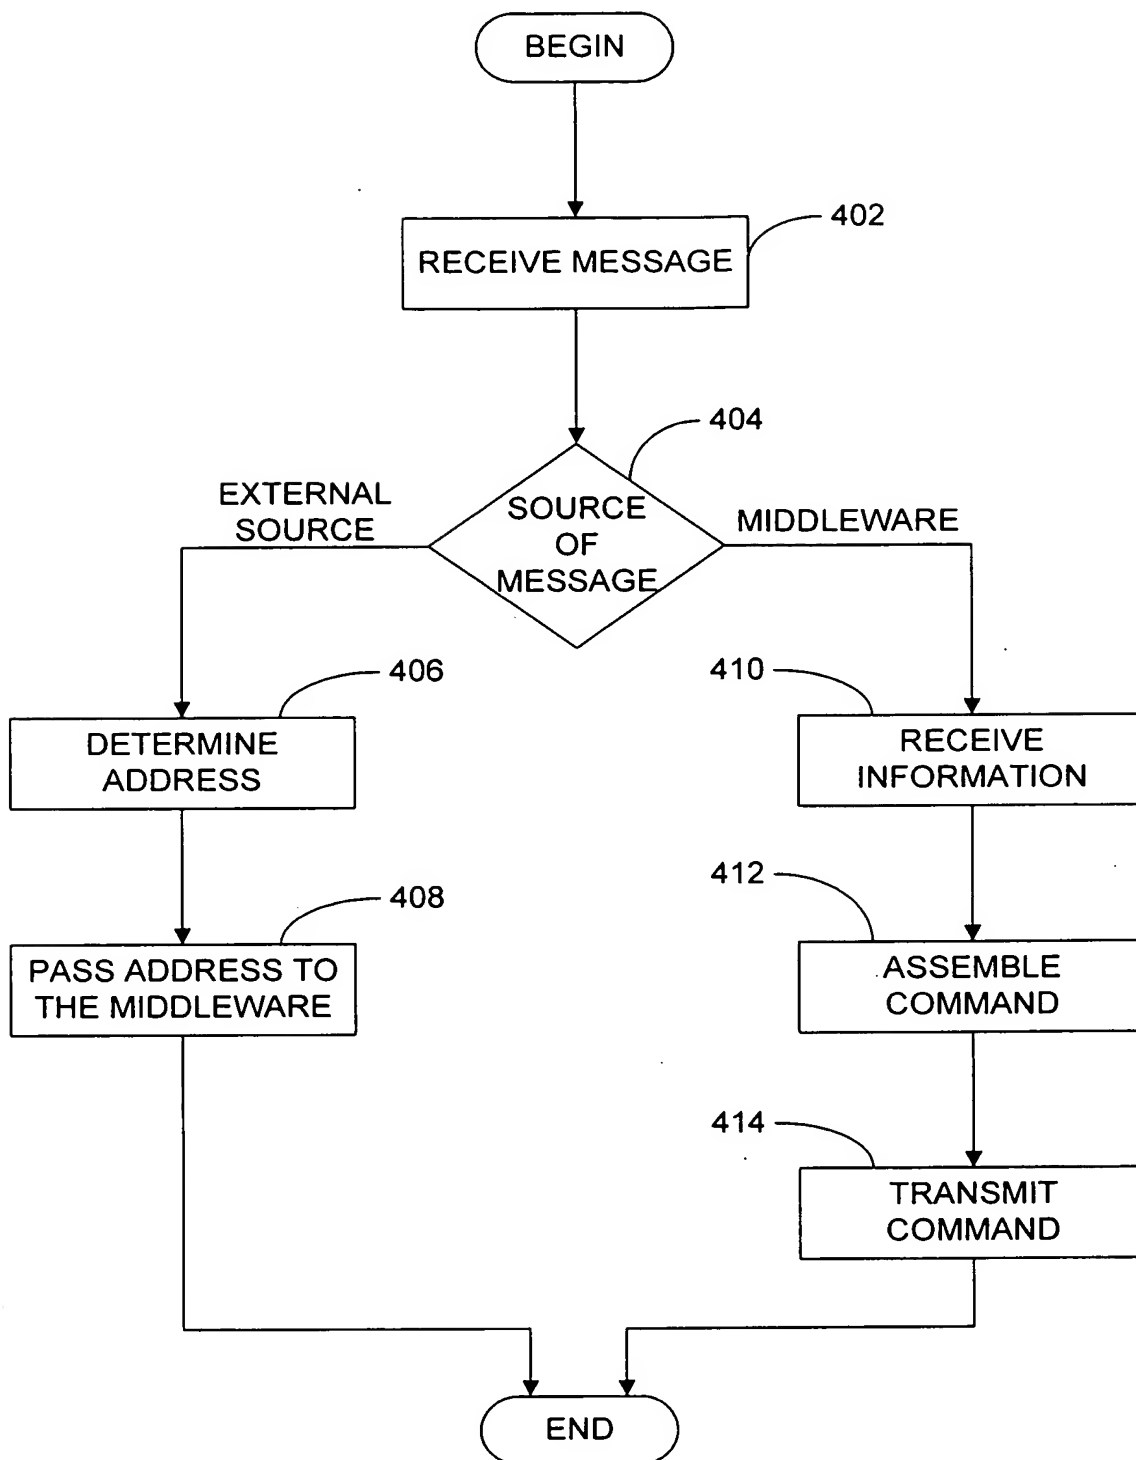 BEGIN
402
RECEIVE MESSAGE
404
EXTERNAL
SOURCE
SOURCE
OF
MESSAGE
MIDDLEWARE
406
DETERMINE
ADDRESS
410
RECEIVE
INFORMATION
408
PASS ADDRESS TO
THE MIDDLEWARE
412
ASSEMBLE
COMMAND
414
TRANSMIT
COMMAND
END